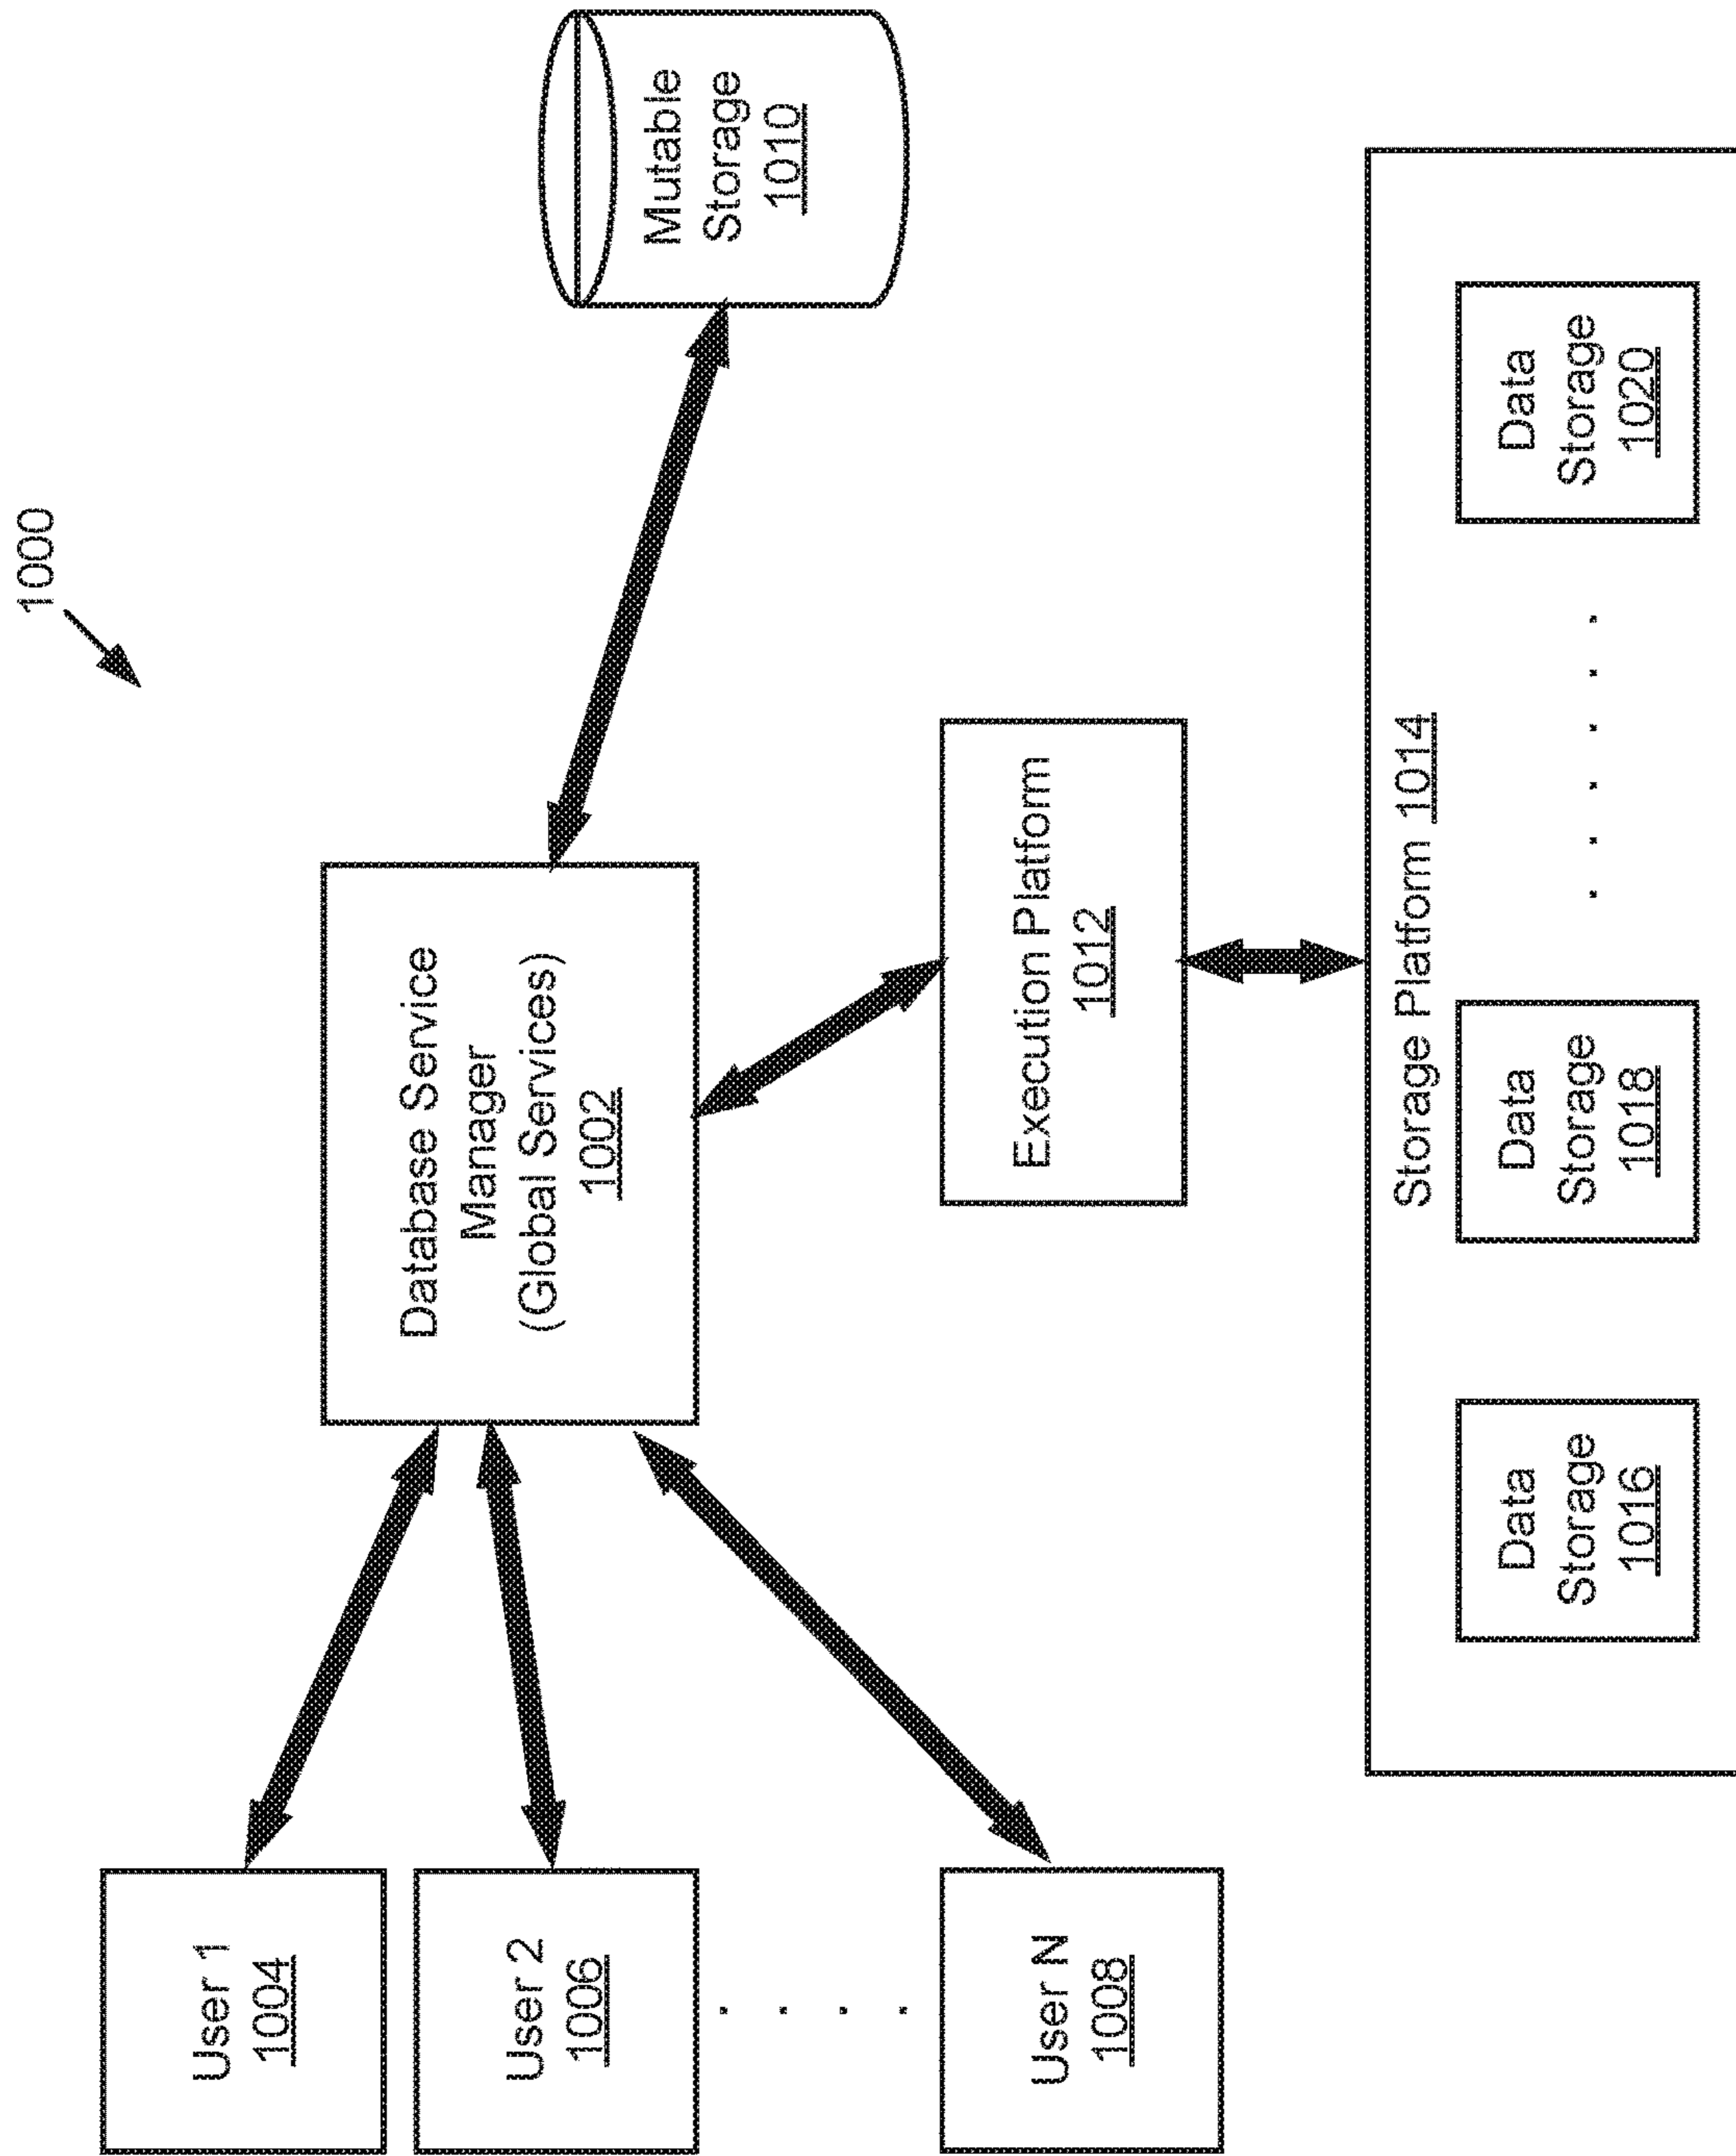 1000
User 1
1004
User 2
1006
User N
1008
Database Service
Manager
(Global Services)
1002
Mutable
Storage
1010
Execution Platform
1012
Storage Platform 1014
Data
Storage
1016
Data
Storage
1018
Data
Storage
1020